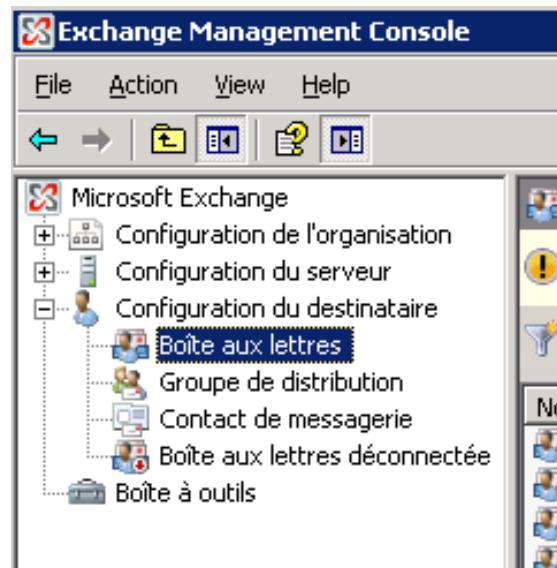 Exchange Management Console
File Action View Help
Microsoft Exchange
Configuration de l'organisation
Configuration du serveur
Configuration du destinataire
Boîte aux lettres
Groupe de distribution
Contact de messagerie
Boîte aux lettres déconnectée
Boîte à outils